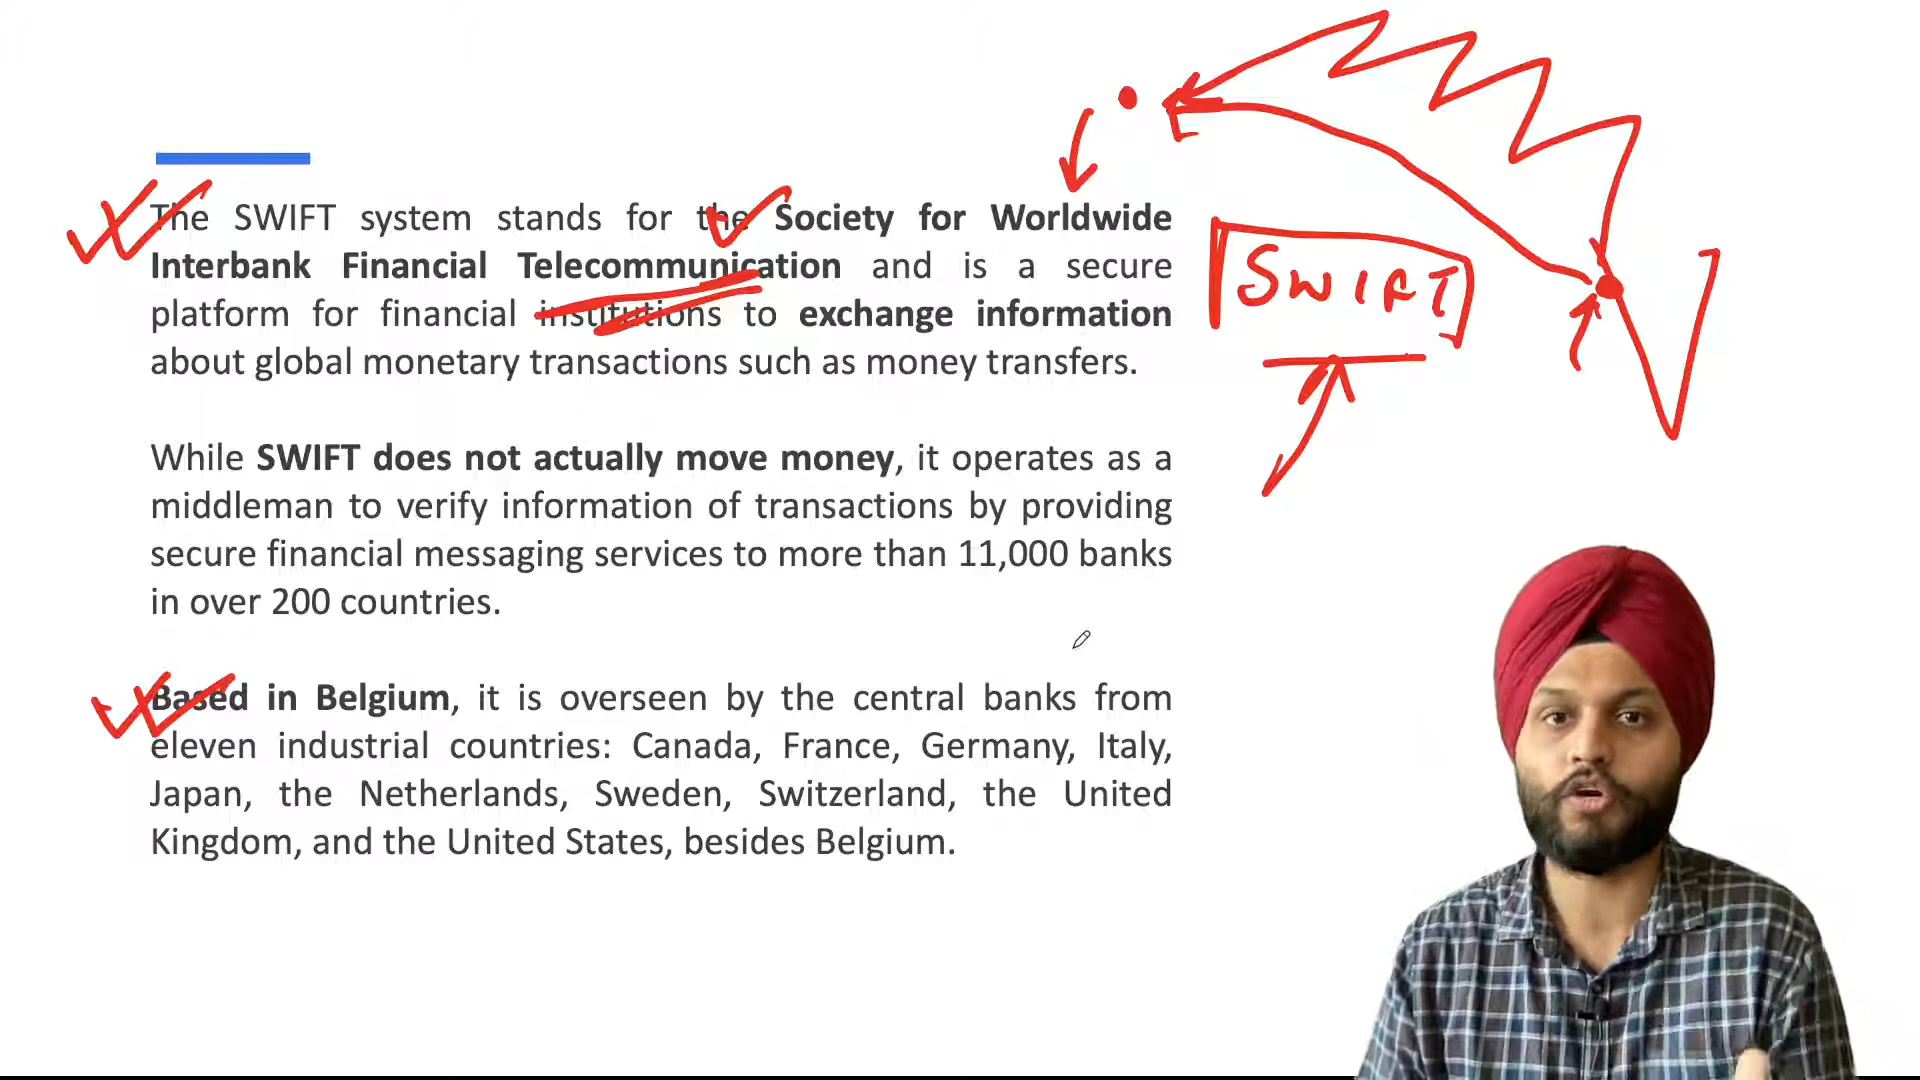 The SWIFT system stands for the Society for Worldwide
Interbank Financial Telecommunication and is a secure
platform for financial institutions to exchange information
about global monetary transactions such as money transfers.
SWIFT
While SWIFT does not actually move money, it operates as a
middleman to verify information of transactions by providing
secure financial messaging services to more than 11,000 banks
in over 200 countries.
Based in Belgium, it is overseen by the central banks from
eleven industrial countries: Canada, France, Germany, Italy,
Japan, the Netherlands, Sweden, Switzerland, the United
Kingdom, and the United States, besides Belgium.